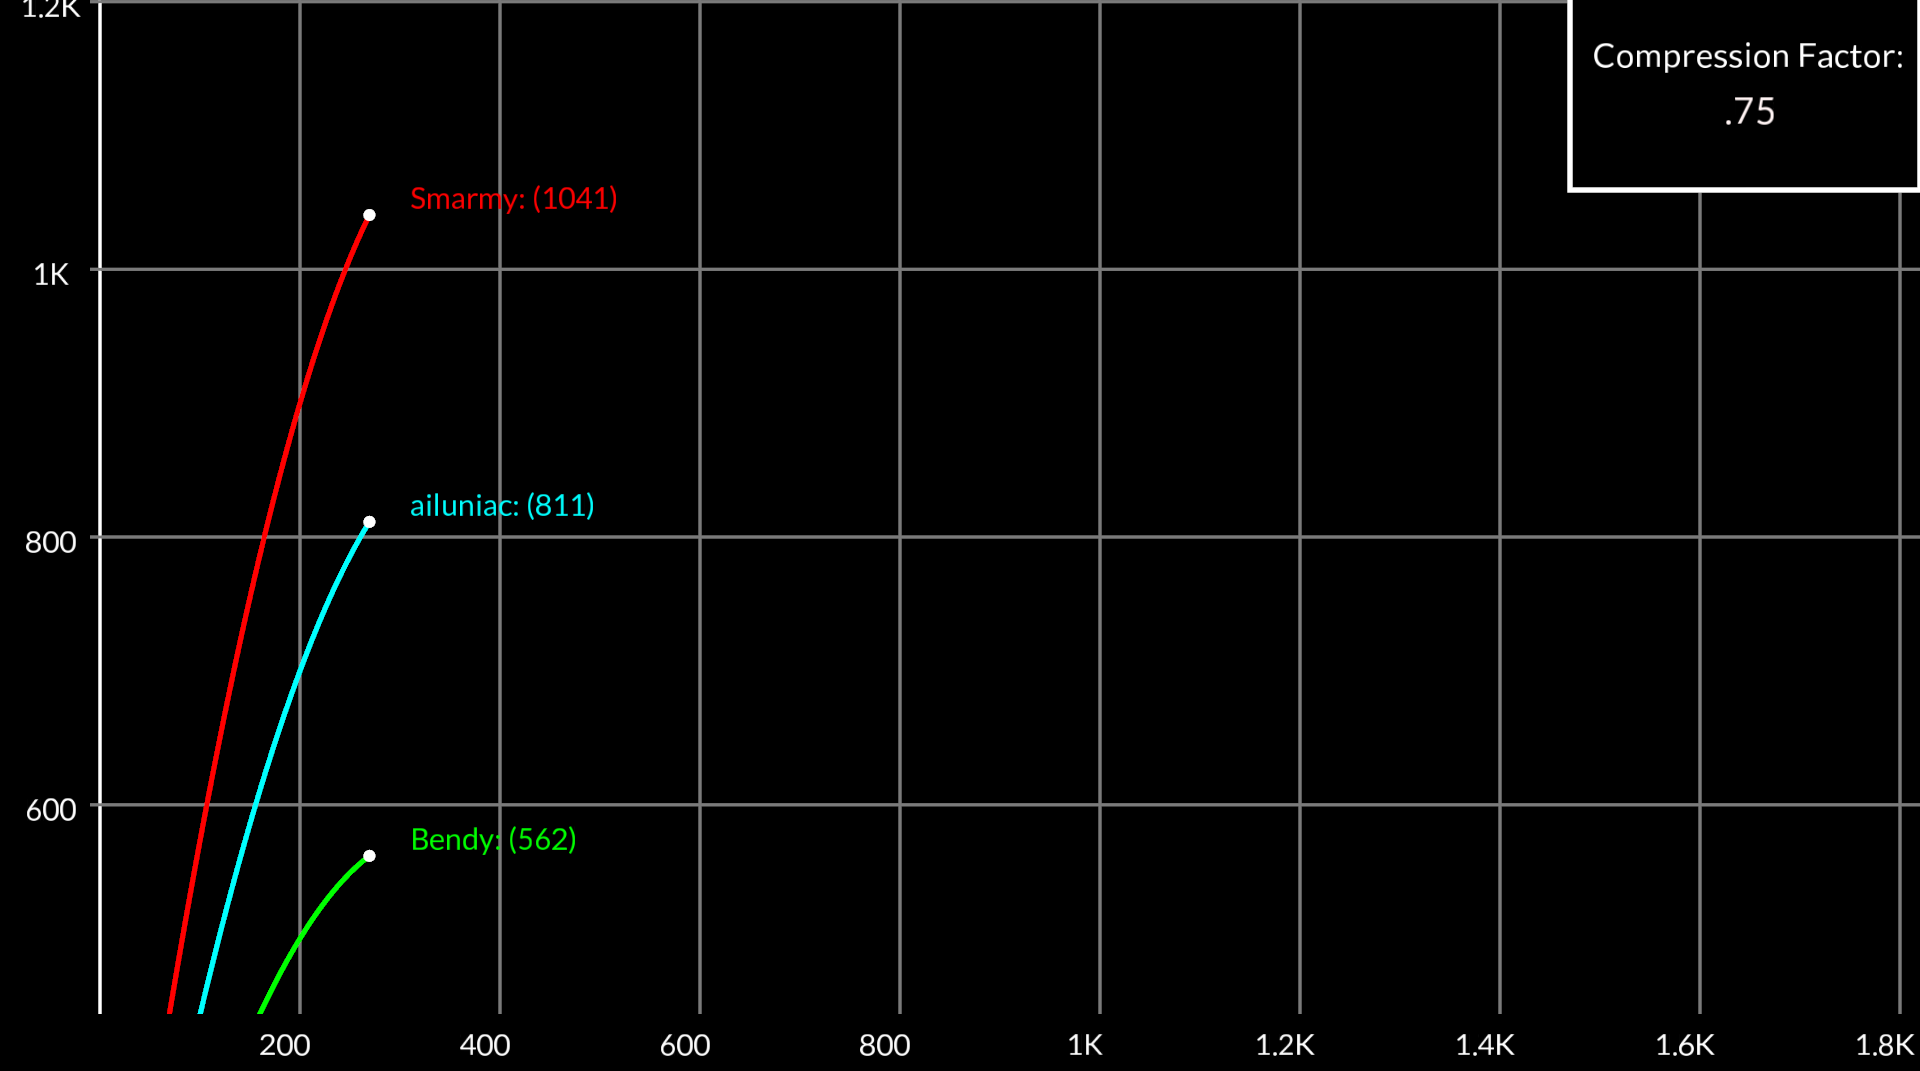 1.2K
Compression Factor:
.75
Smarmy: (1041)
1K
ailuniac: (811)
800
600
Bendy: (562)
200 400 600 800 1K 1.2K 1.4K 1.6K 1.8K